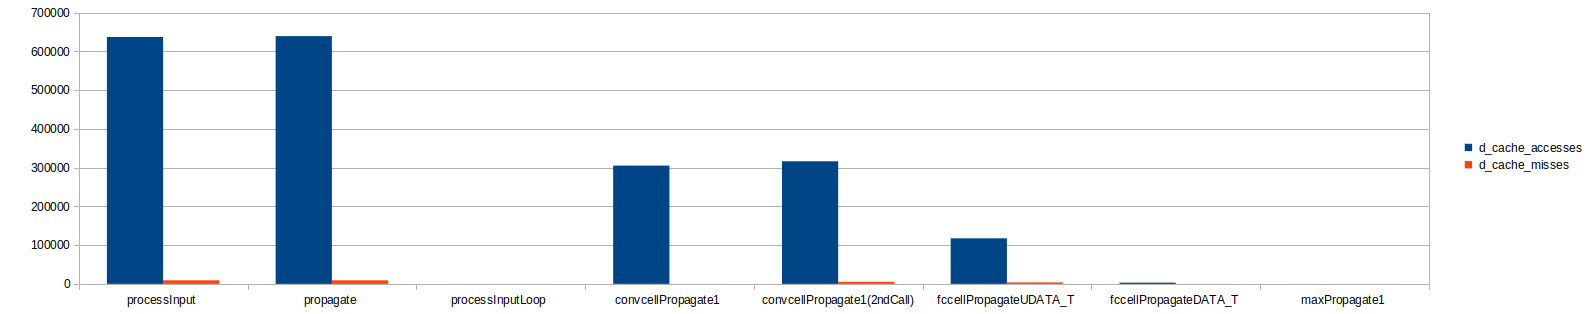 700000
600000
500000
400000
300000
200000
100000
0
processInput
propagate
processInputLoop
convcellPropagate1
convcellPropagate1(2ndCall)
fccellPropagateUDATA_T
fccellPropagateDATA_T
maxPropagate1
d_cache_accesses
d_cache_misses